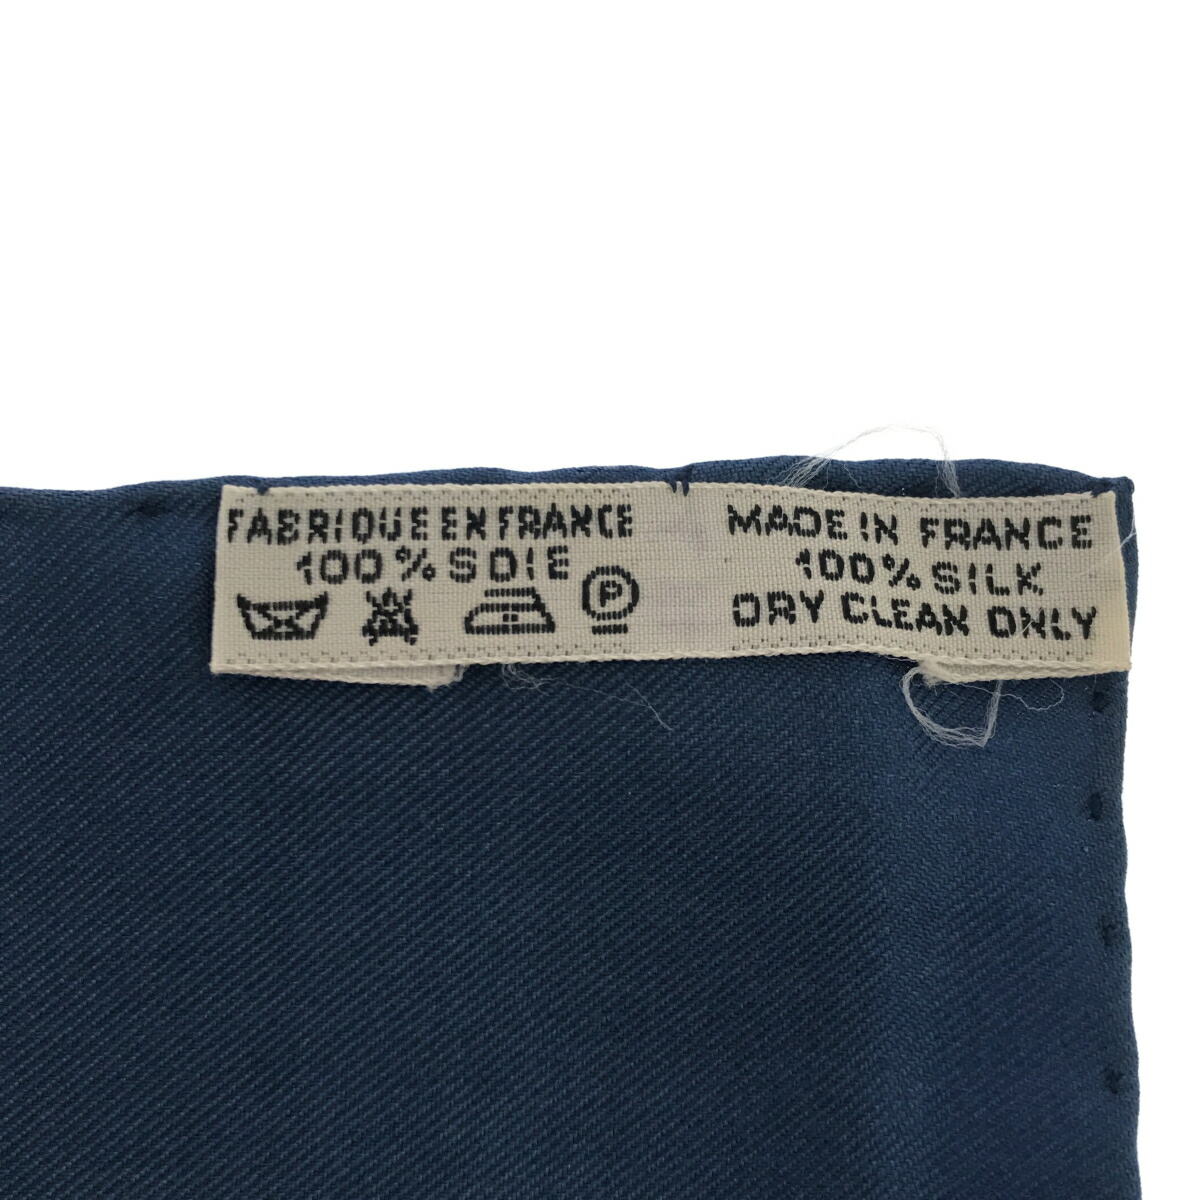 FABRIQUE EN FRANCE
100% SOIE
P
MADE IN FRANCE
100% SILK
DRY CLEAN ONLY